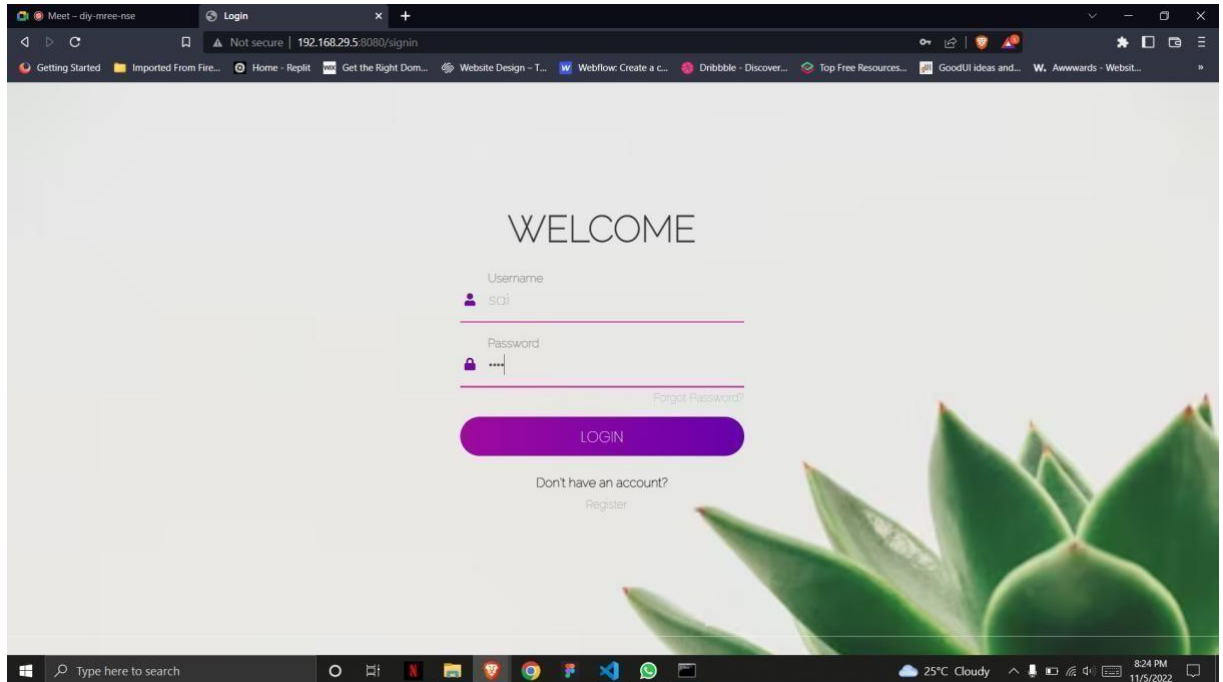 Meet – diy-mree-nse
Login
Not secure | 192.168.29.5:8080/signin
Getting Started
Imported From Fire...
Home - Replit
Get the Right Dom...
Website Design – T...
Webflow: Create a c...
Dribbble - Discover...
Top Free Resources...
GoodUI ideas and...
W. Awwwards - Websit...
WELCOME
Username
sai
Password
••••
Forgot Password?
LOGIN
Don't have an account?
Register
Type here to search
25°C Cloudy
8:24 PM
11/5/2022